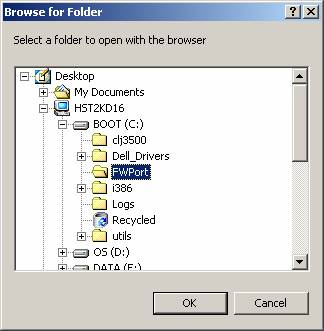 Browse for Folder
Select a folder to open with the browser
Desktop
My Documents
HST2KD16
BOOT (C:)
clj3500
Dell_Drivers
FWPort
i386
Logs
Recycled
utils
OS (D:)
DATA (E:)
OK
Cancel